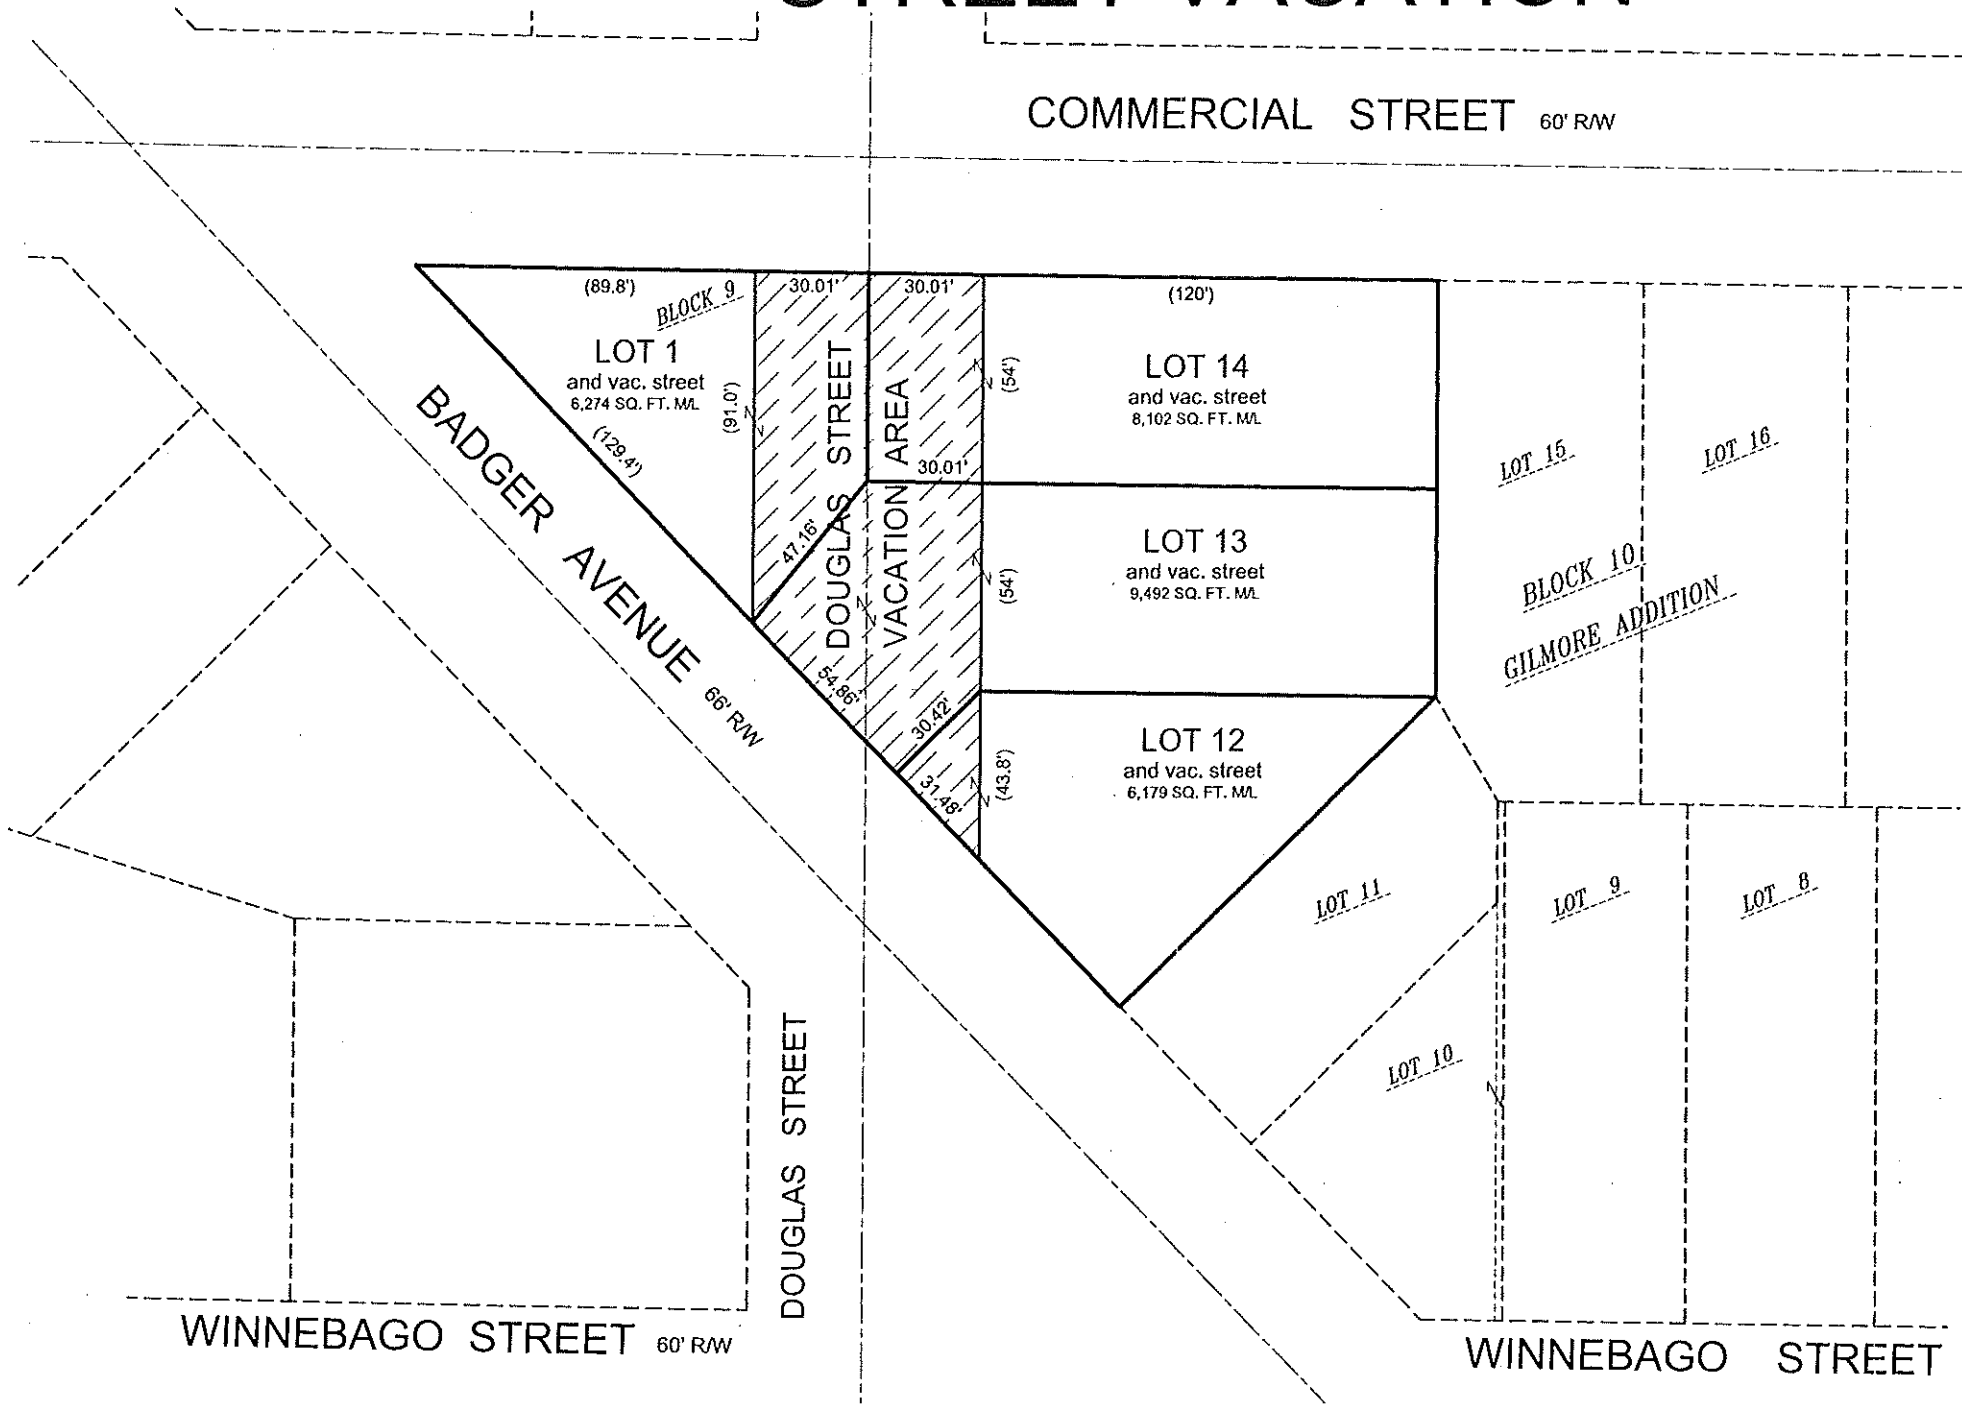 STREET VACATION
COMMERCIAL STREET 60' R/W
(89.8')
30.01'
30.01'
(120')
BLOCK 9
LOT 1
and vac. street
6,274 SQ. FT. M/L
(91.0')
(129.4')
DOUGLAS STREET
VACATION AREA
(54')
LOT 14
and vac. street
8,102 SQ. FT. M/L
30.01'
47.16'
LOT 13
and vac. street
9,492 SQ. FT. M/L
(54')
54.86'
30.42'
31.48'
(43.8')
LOT 12
and vac. street
6,179 SQ. FT. M/L
BADGER AVENUE 66' R/W
LOT 15
LOT 16
BLOCK 10
GILMORE ADDITION
LOT 11
LOT 9
LOT 8
LOT 10
DOUGLAS STREET
WINNEBAGO STREET 60' R/W
WINNEBAGO STREET